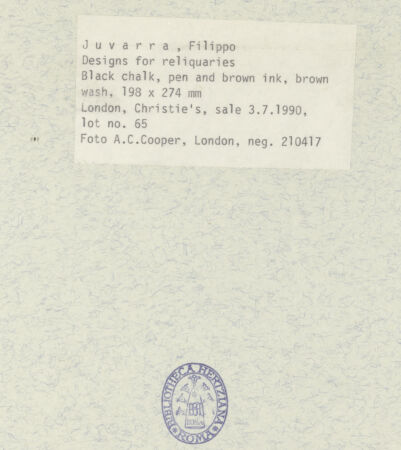 J u v a r r a , Filippo
Designs for reliquaries
Black chalk, pen and brown ink, brown
wash, 198 x 274 mm
London, Christie's, sale 3.7.1990,
lot no. 65
Foto A.C.Cooper, London, neg. 210417
BIBLIOTHECA HERTZIANA
ROMA